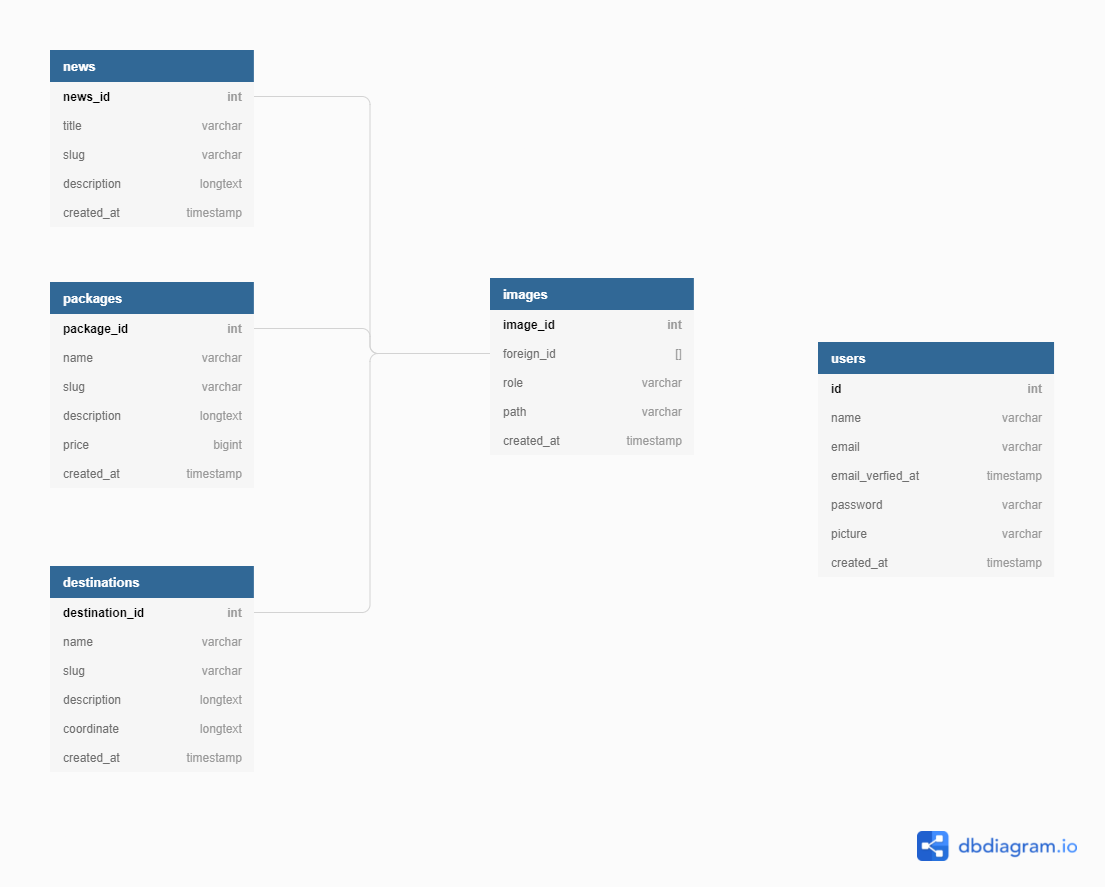 news
news_id int
title varchar
slug varchar
description longtext
created_at timestamp
packages
package_id int
name varchar
slug varchar
description longtext
price bigint
created_at timestamp
destinations
destination_id int
name varchar
slug varchar
description longtext
coordinate longtext
created_at timestamp
images
image_id int
foreign_id []
role varchar
path varchar
created_at timestamp
users
id int
name varchar
email varchar
email_verfied_at timestamp
password varchar
picture varchar
created_at timestamp
dbdiagram.io